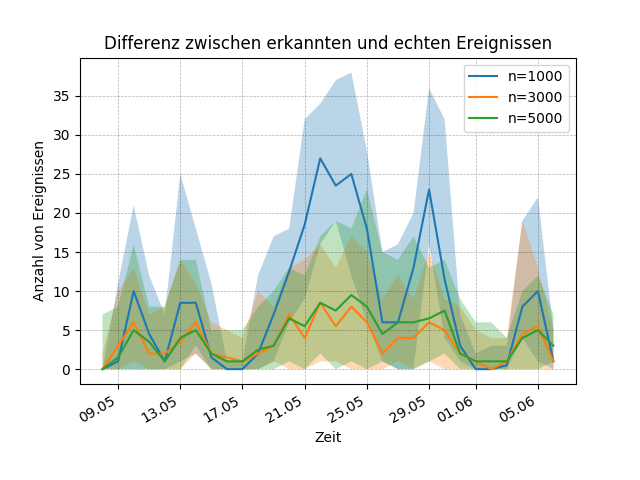 Differenz zwischen erkannten und echten Ereignissen
n=1000
n=3000
n=5000
Anzahl von Ereignissen
35
30
25
20
15
10
5
0
09.05
13.05
17.05
21.05
25.05
29.05
01.06
05.06
Zeit